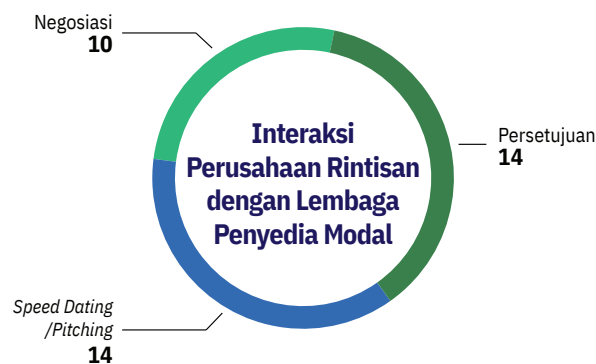 Negosiasi
10
Interaksi
Perusahaan Rintisan
dengan Lembaga
Penyedia Modal
Persetujuan
14
Speed Dating
/Pitching
14